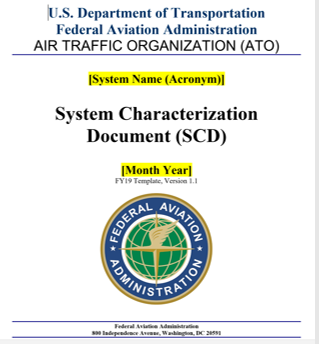 U.S. Department of Transportation
Federal Aviation Administration
AIR TRAFFIC ORGANIZATION (ATO)
[System Name (Acronym)]
System Characterization
Document (SCD)
[Month Year]
FY19 Template, Version 1.1
FEDERAL AVIATION
ADMINISTRATION
Federal Aviation Administration
800 Independence Avenue, Washington, DC 20591